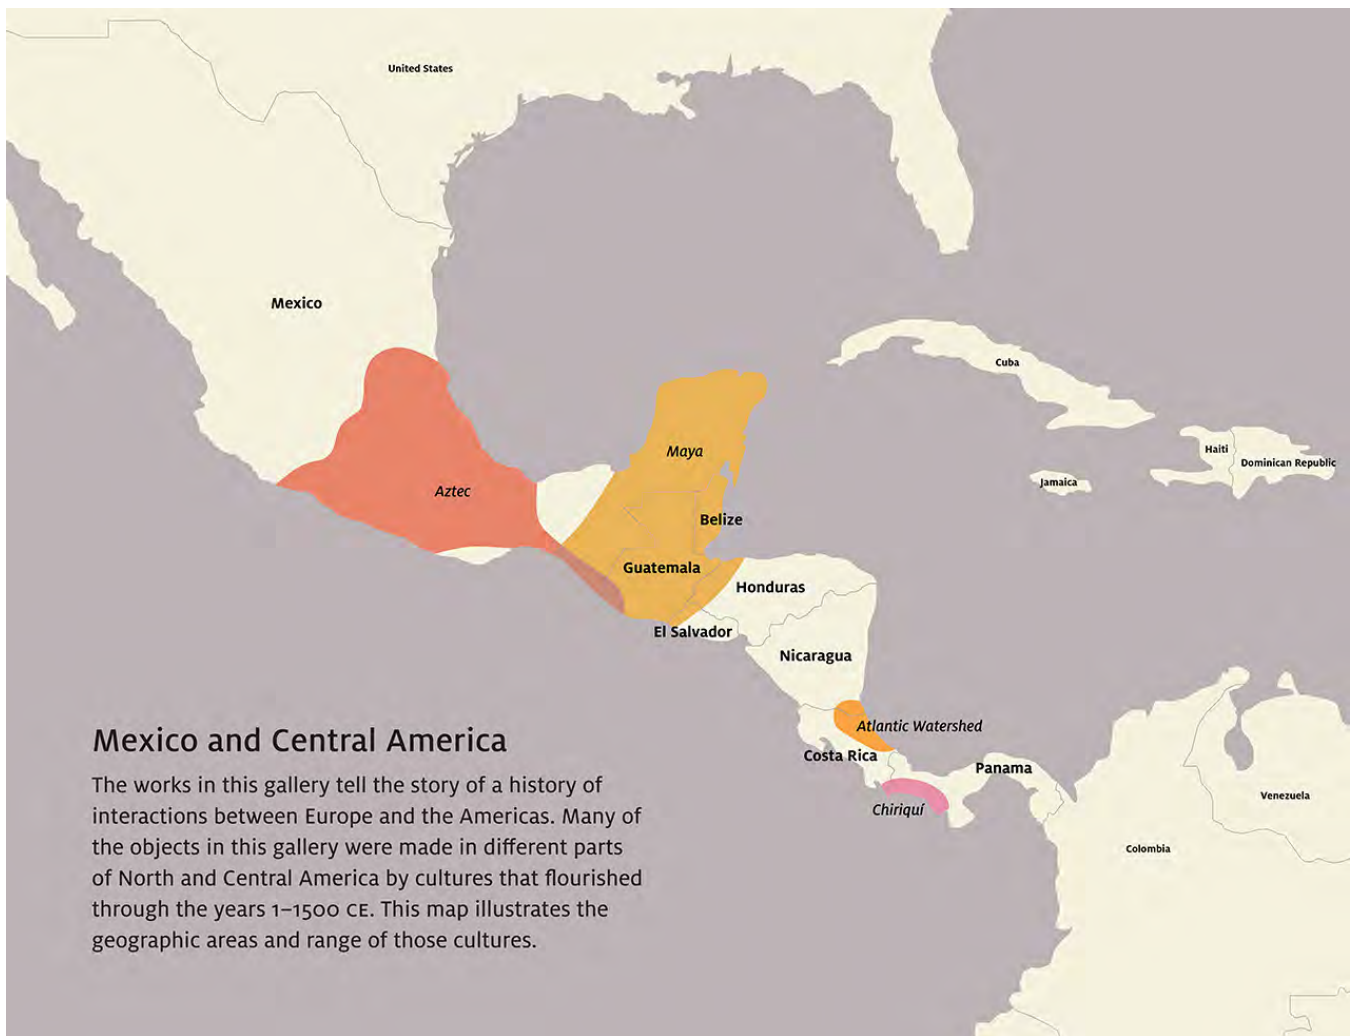 United States
Mexico
Cuba
Haiti
Dominican Republic
Jamaica
Maya
Aztec
Belize
Guatemala
Honduras
El Salvador
Nicaragua
Atlantic Watershed
Costa Rica
Panama
Chiriquí
Venezuela
Colombia
Mexico and Central America
The works in this gallery tell the story of a history of
interactions between Europe and the Americas. Many of
the objects in this gallery were made in different parts
of North and Central America by cultures that flourished
through the years 1–1500 CE. This map illustrates the
geographic areas and range of those cultures.